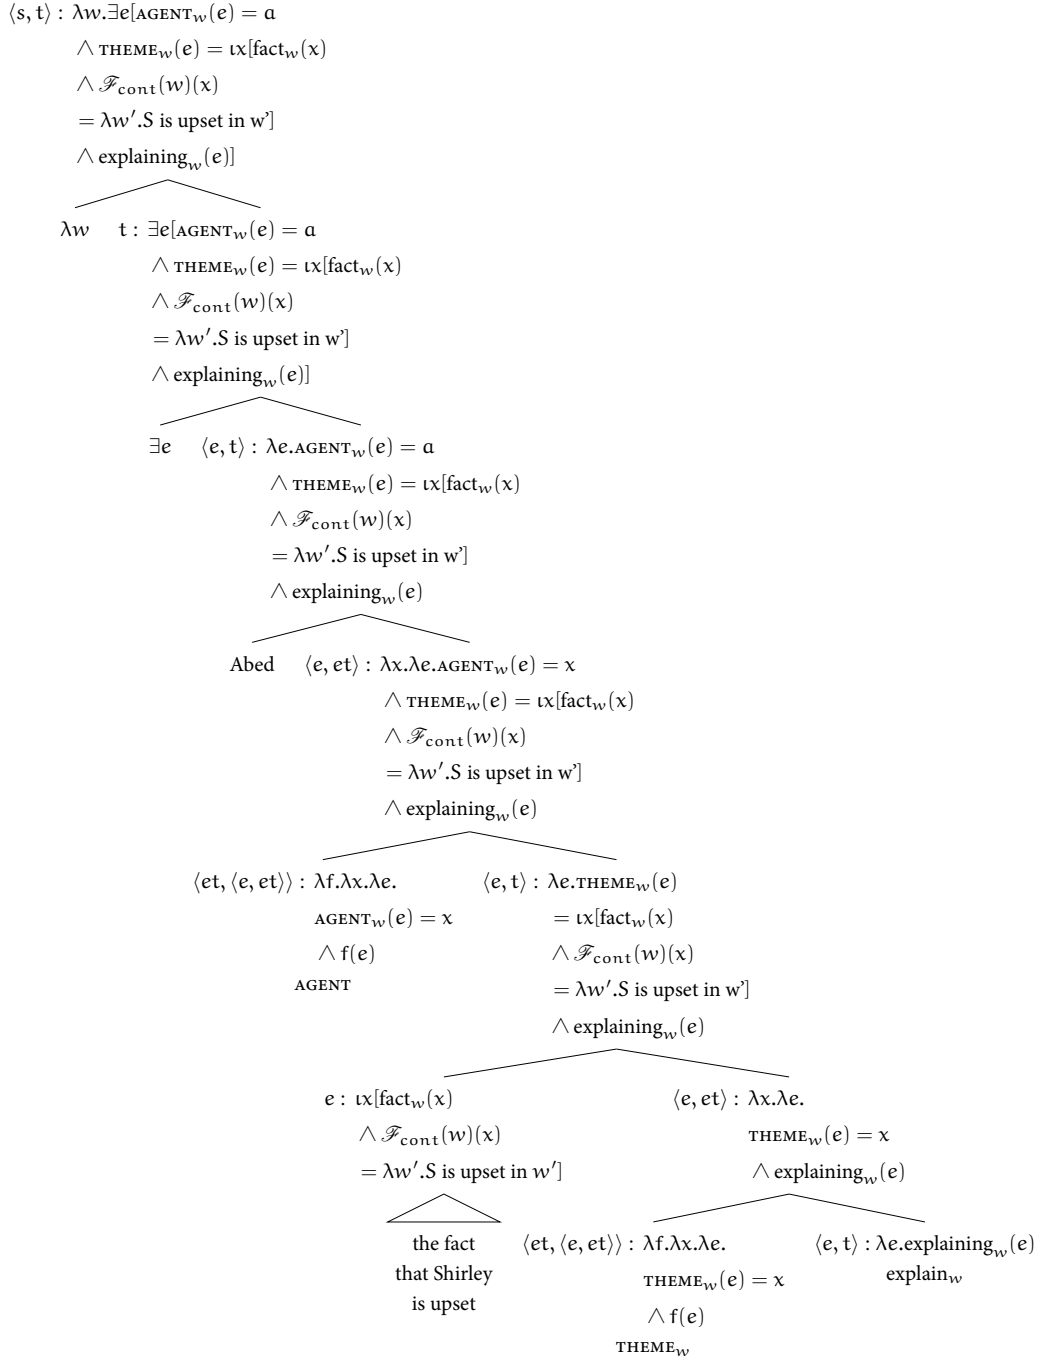 ⟨s, t⟩ : λw.∃e[AGENT_w(e) = a
∧ THEME_w(e) = ιx[fact_w(x)
∧ ℱ_cont(w)(x)
= λw′.S is upset in w’]
∧ explaining_w(e)]
λw t : ∃e[AGENT_w(e) = a
∧ THEME_w(e) = ιx[fact_w(x)
∧ ℱ_cont(w)(x)
= λw′.S is upset in w’]
∧ explaining_w(e)]
∃e ⟨e, t⟩ : λe.AGENT_w(e) = a
∧ THEME_w(e) = ιx[fact_w(x)
∧ ℱ_cont(w)(x)
= λw′.S is upset in w’]
∧ explaining_w(e)
Abed ⟨e, et⟩ : λx.λe.AGENT_w(e) = x
∧ THEME_w(e) = ιx[fact_w(x)
∧ ℱ_cont(w)(x)
= λw′.S is upset in w’]
∧ explaining_w(e)
⟨et, ⟨e, et⟩⟩ : λf.λx.λe. ⟨e, t⟩ : λe.THEME_w(e)
AGENT_w(e) = x = ιx[fact_w(x)
∧ f(e) ∧ ℱ_cont(w)(x)
AGENT = λw′.S is upset in w’]
∧ explaining_w(e)
e : ιx[fact_w(x) ⟨e, et⟩ : λx.λe.
∧ ℱ_cont(w)(x) THEME_w(e) = x
= λw′.S is upset in w′] ∧ explaining_w(e)
the fact ⟨et, ⟨e, et⟩⟩ : λf.λx.λe. ⟨e, t⟩ : λe.explaining_w(e)
that Shirley THEME_w(e) = x explain_w
is upset ∧ f(e)
THEME_w